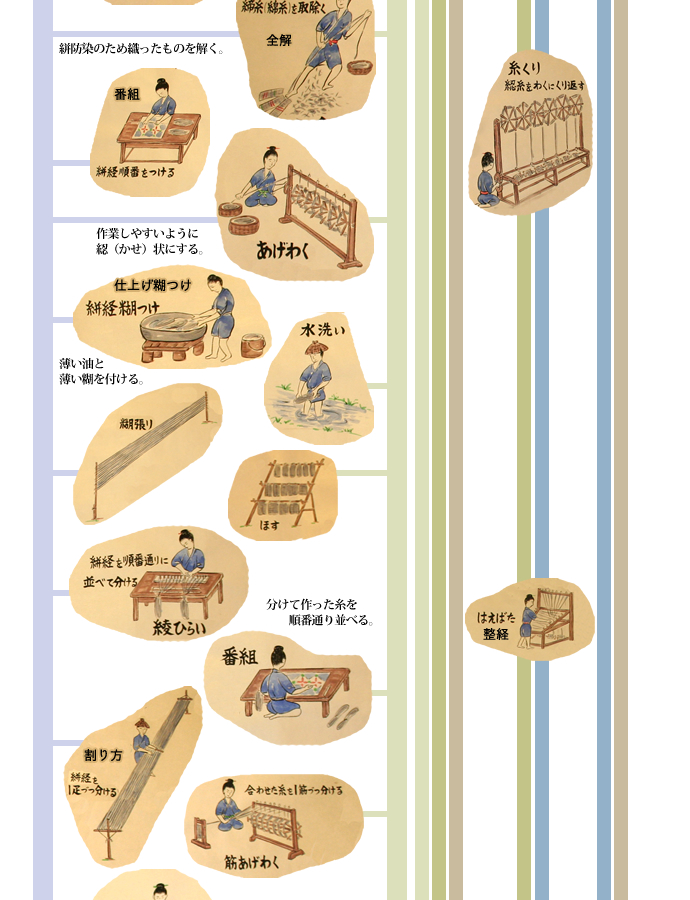 綿糸(絹糸)を取除く
全解
絣防染のため織ったものを解く。
番組
絣経順番をつける
糸くり
綛糸をわくにくり返す
あげわく
作業しやすいように
綛（かせ）状にする。
仕上げ糊つけ
絣経糊つけ
水洗い
薄い油と
薄い糊を付ける。
糊張り
ほす
絣経を順番通りに
並べて分ける
綾ひらい
分けて作った糸を
順番通り並べる。
はえばた
整経
番組
割り方
絣経を
1疋づつ分ける
合わせた糸を1筋づつ分ける
筋あげわく